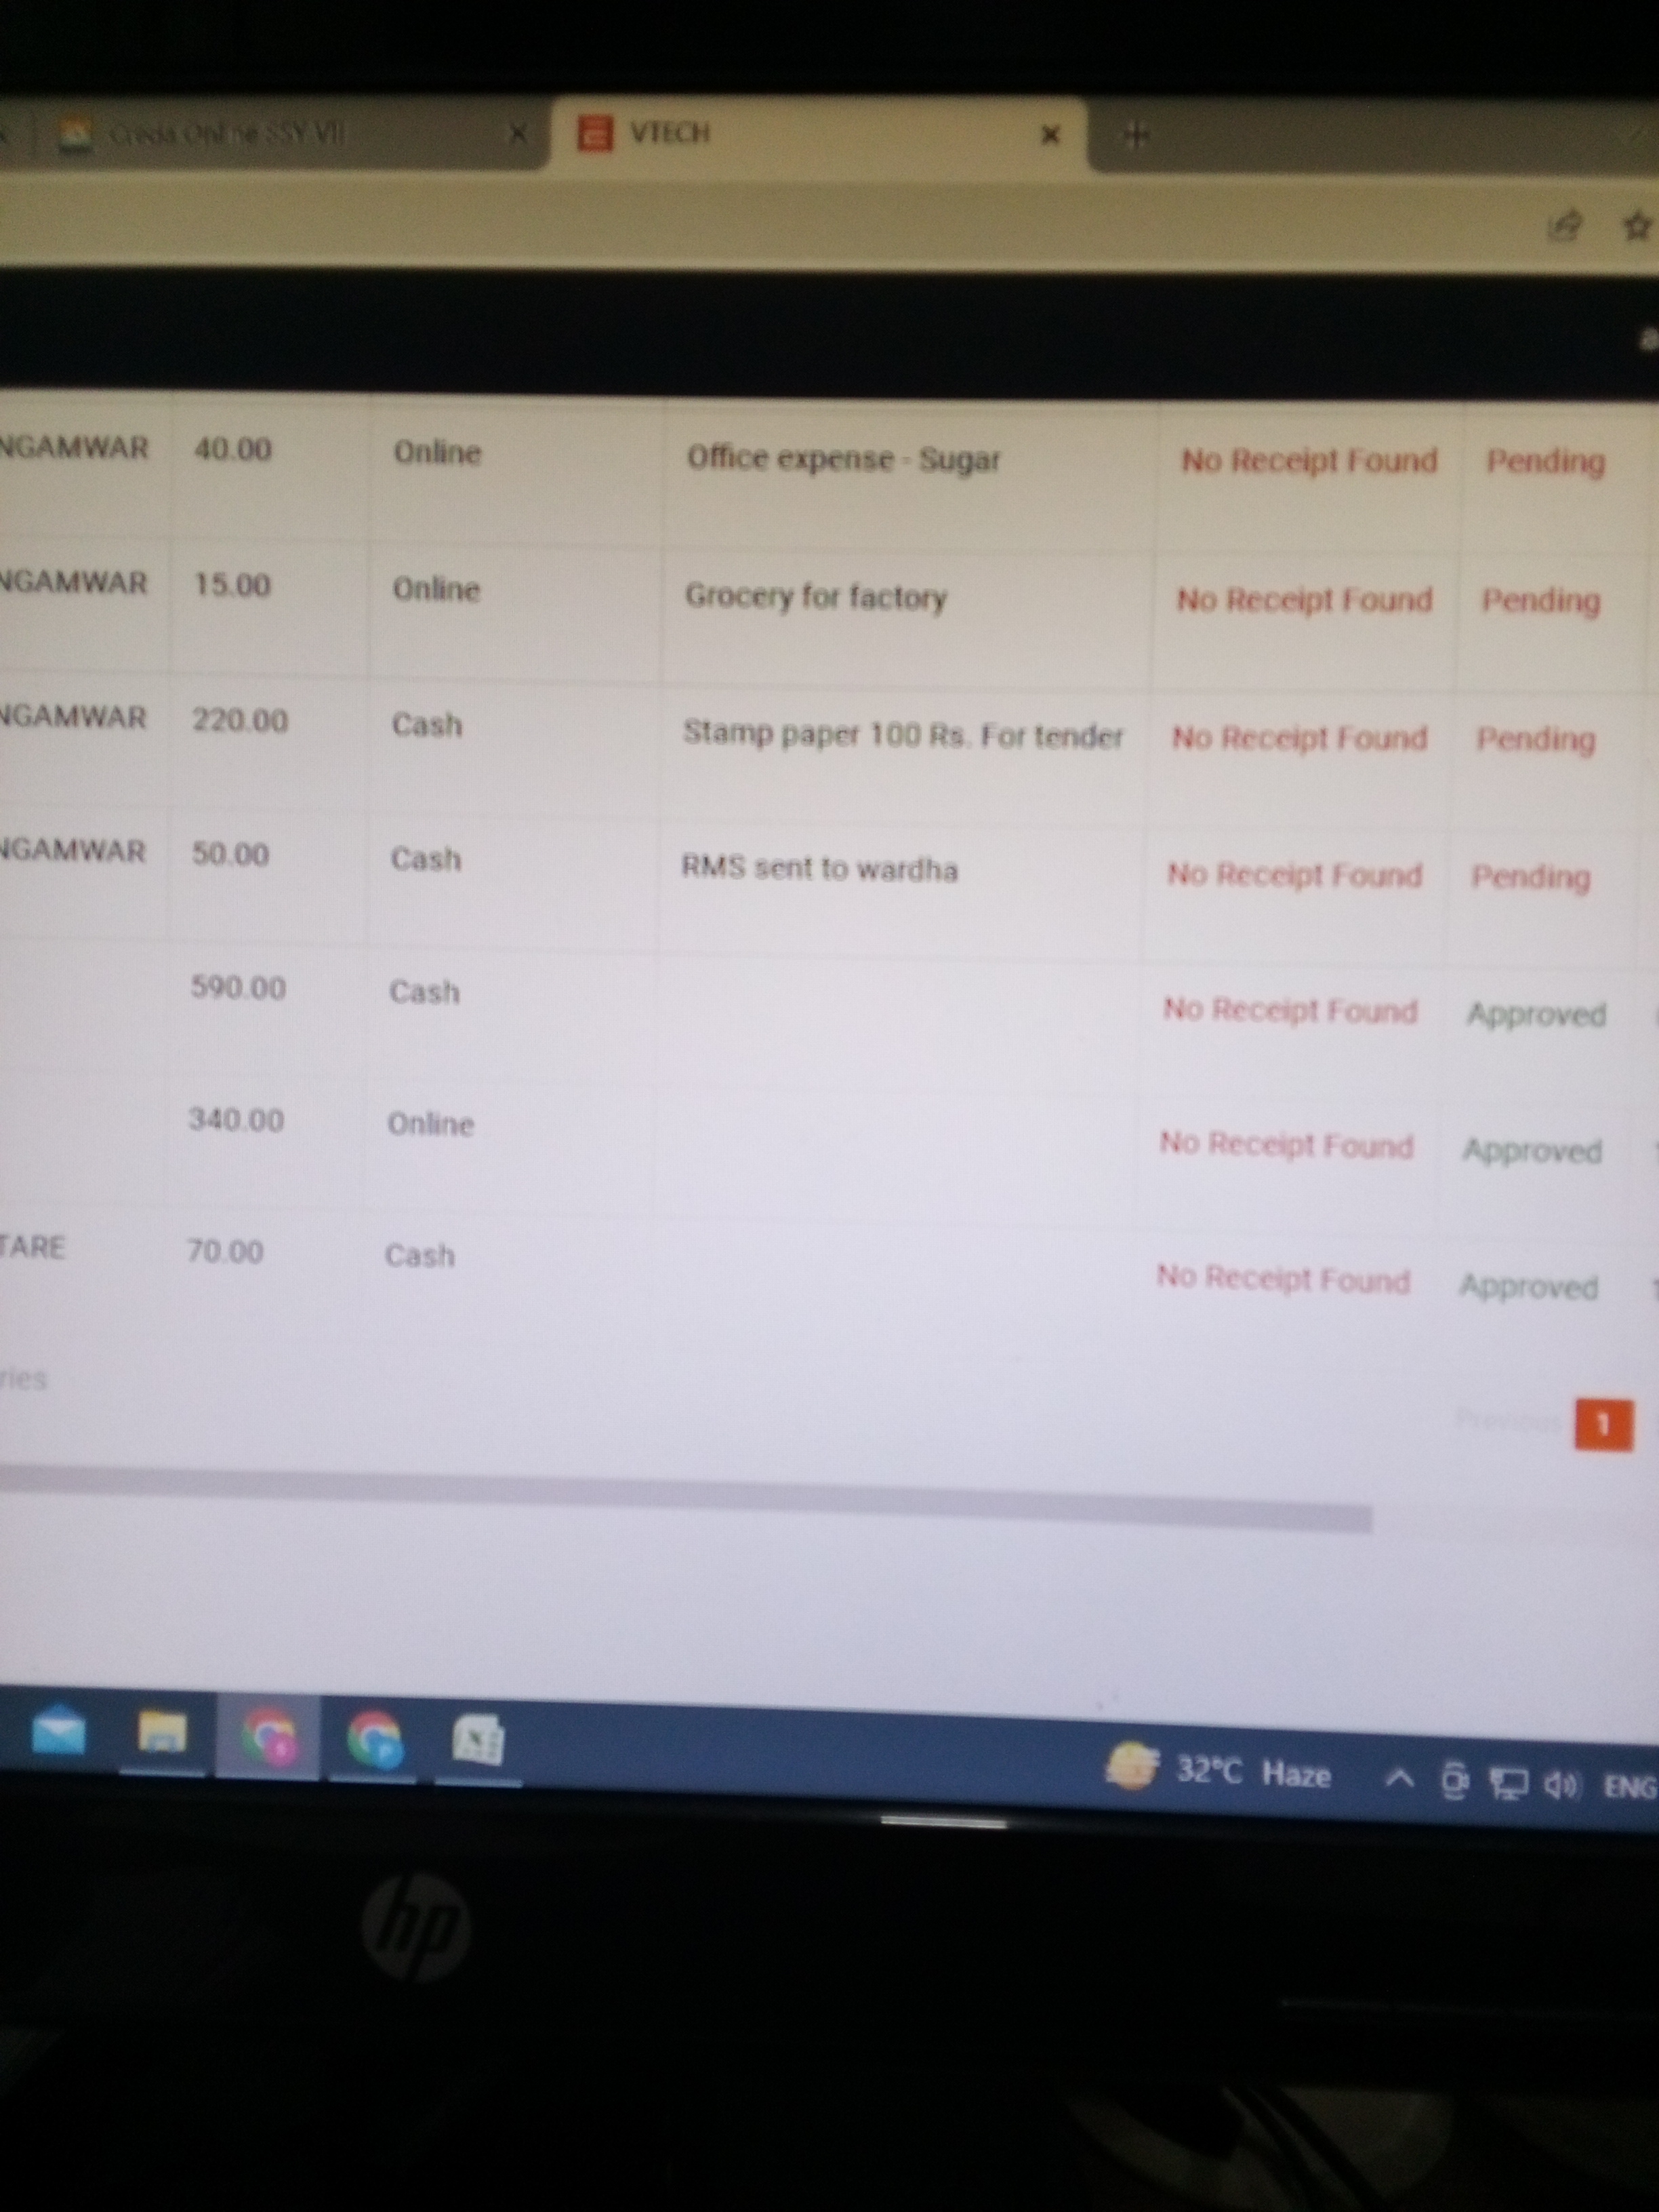 VTECH
NGAMWAR 40.00 Online Office expense - Sugar No Receipt Found Pending
NGAMWAR 15.00 Online Grocery for factory No Receipt Found Pending
NGAMWAR 220.00 Cash Stamp paper 100 Rs. For tender No Receipt Found Pending
NGAMWAR 50.00 Cash RMS sent to wardha No Receipt Found Pending
590.00 Cash No Receipt Found Approved
340.00 Online No Receipt Found Approved
TARE 70.00 Cash No Receipt Found Approved
ries
Previous 1
32°C Haze ENG
hp